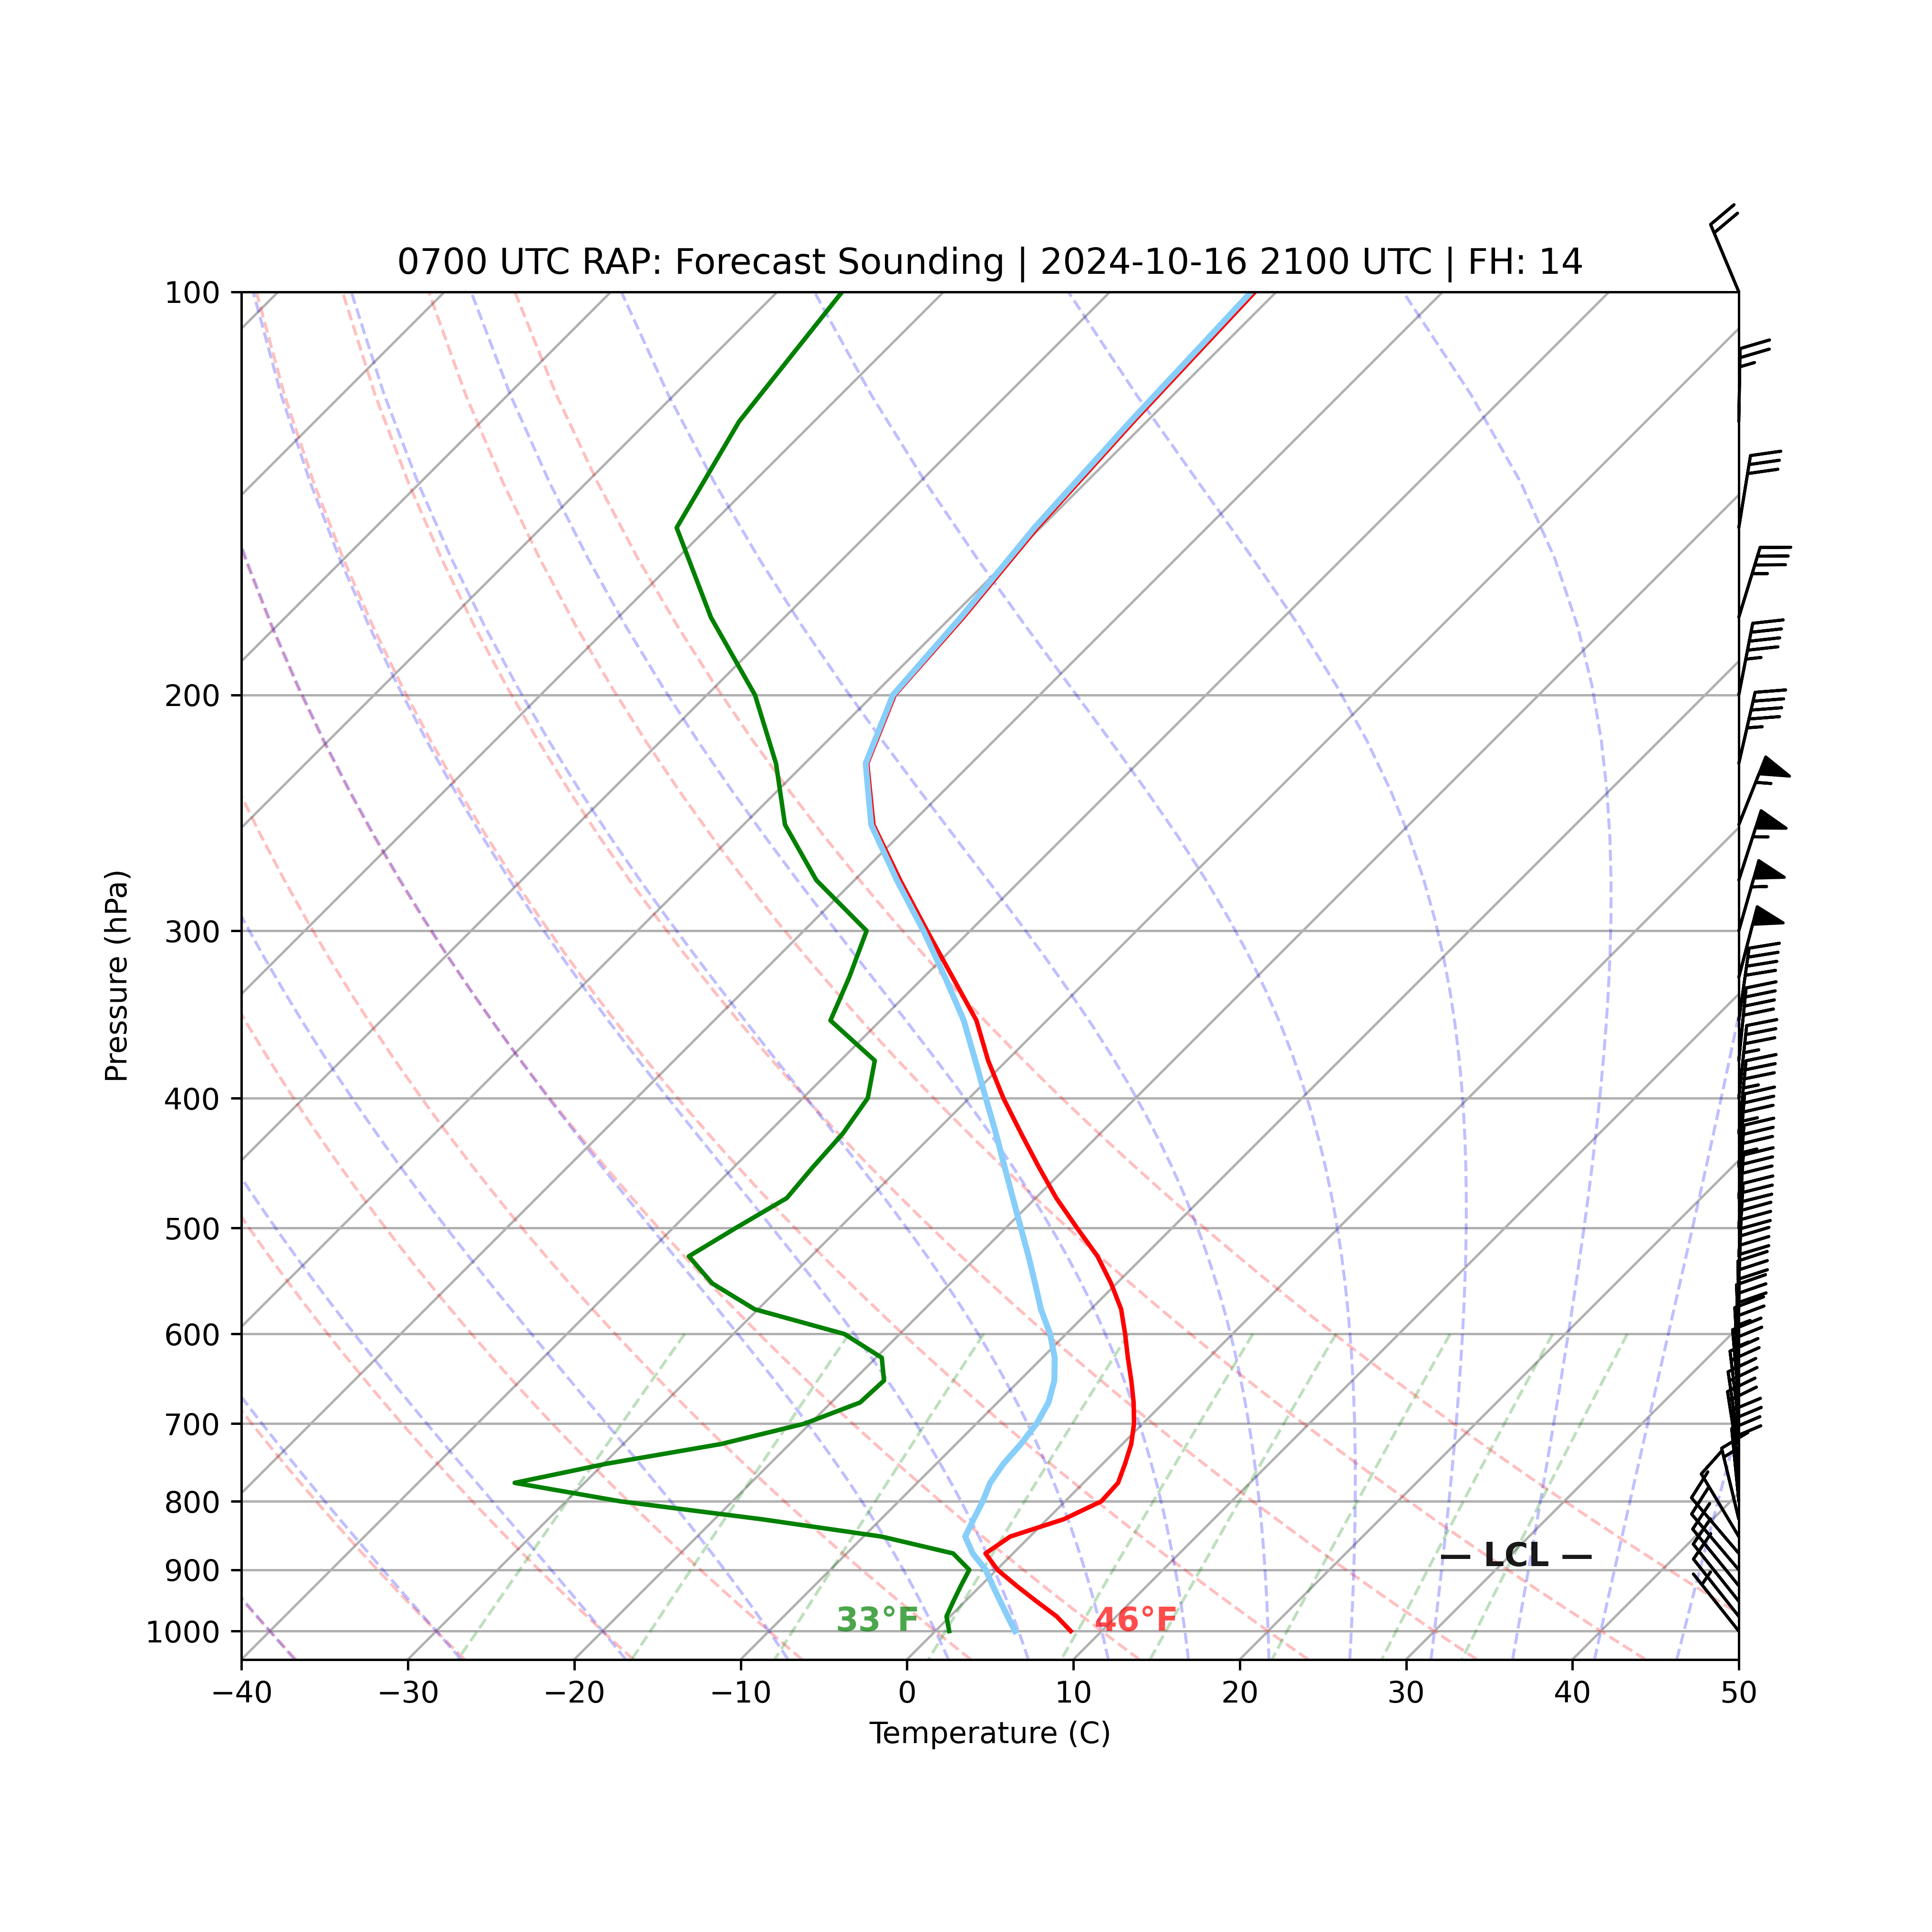 0700 UTC RAP: Forecast Sounding | 2024-10-16 2100 UTC | FH: 14
100
200
300
400
500
600
700
800
900
1000
Pressure (hPa)
— LCL —
33°F
46°F
−40 −30 −20 −10 0 10 20 30 40 50
Temperature (C)